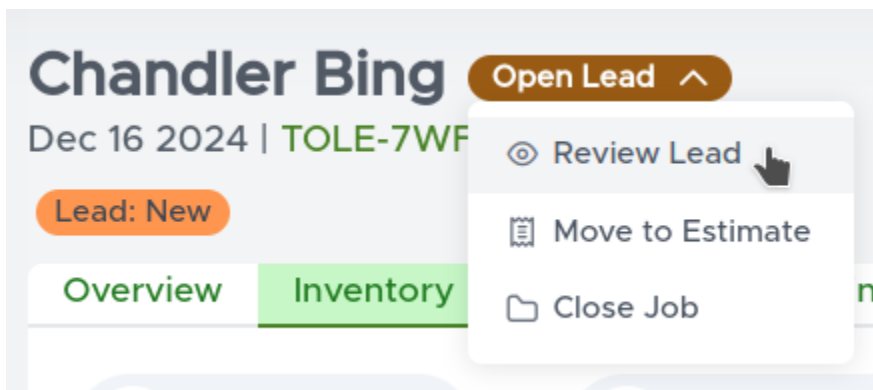 Chandler Bing Open Lead
Dec 16 2024 | TOLE-7WF
Review Lead
Lead: New
Move to Estimate
Overview Inventory
Close Job